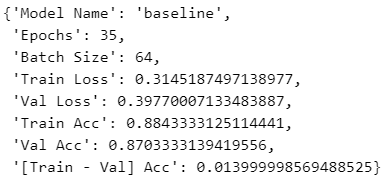 {'Model Name': 'baseline',
'Epochs': 35,
'Batch Size': 64,
'Train Loss': 0.3145187497138977,
'Val Loss': 0.39770007133483887,
'Train Acc': 0.8843333125114441,
'Val Acc': 0.8703333139419556,
'[Train - Val] Acc': 0.013999998569488525}